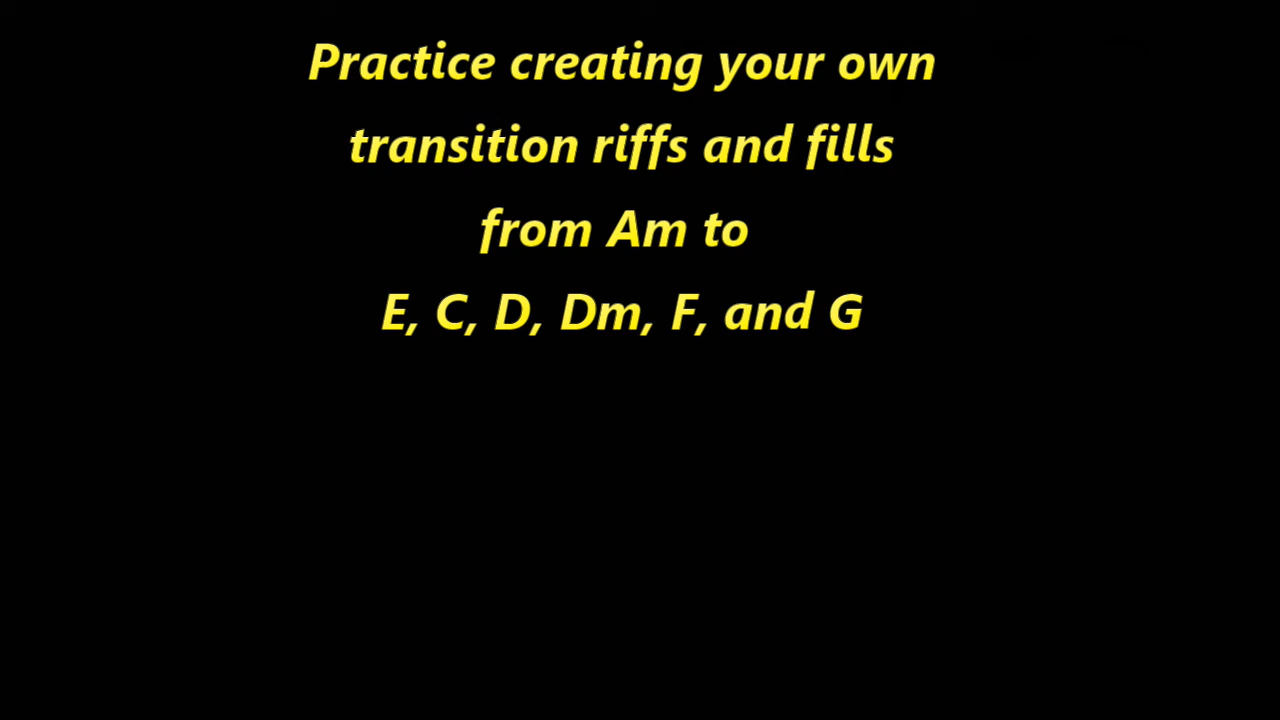 Practice creating your own
transition riffs and fills
from Am to
E, C, D, Dm, F, and G